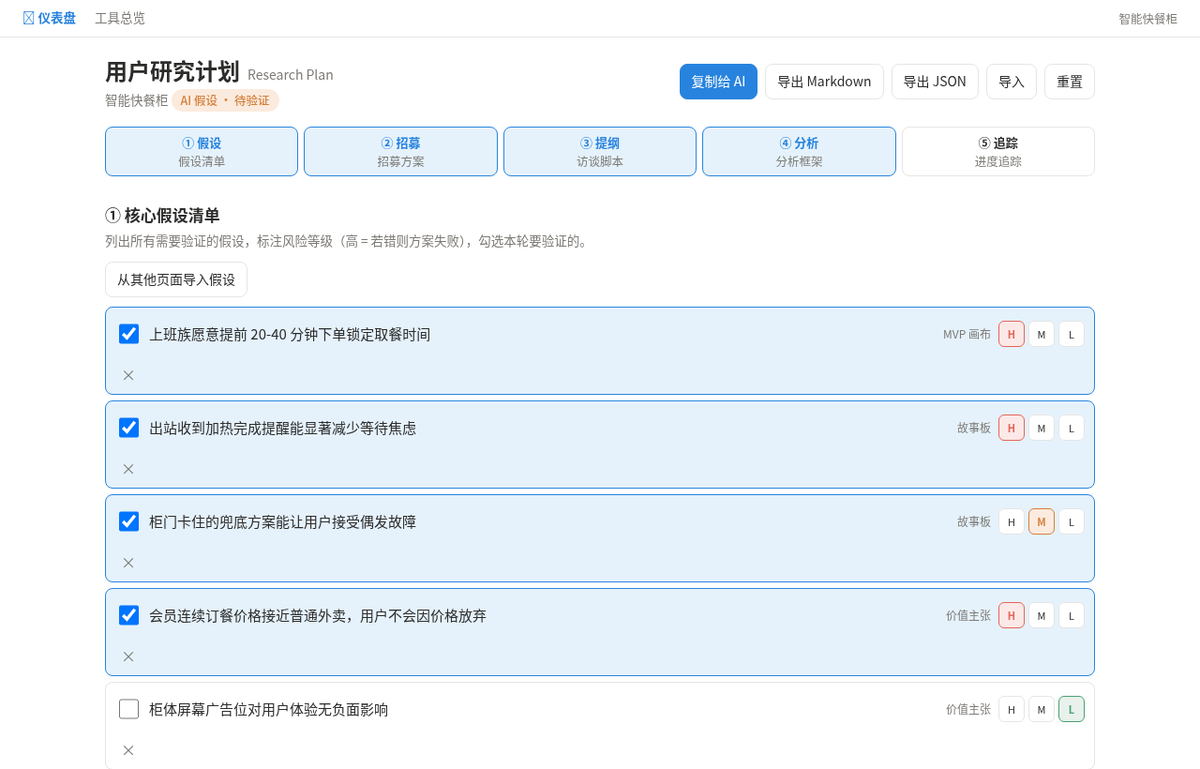 仪表盘 工具总览 智能快餐柜
用户研究计划 Research Plan
智能快餐柜 AI 假设 · 待验证
复制给 AI 导出 Markdown 导出 JSON 导入 重置
① 假设
假设清单
② 招募
招募方案
③ 提纲
访谈脚本
④ 分析
分析框架
⑤ 追踪
进度追踪
① 核心假设清单
列出所有需要验证的假设，标注风险等级（高 = 若错则方案失败），勾选本轮要验证的。
从其他页面导入假设
上班族愿意提前 20-40 分钟下单锁定取餐时间 MVP 画布 H M L
×
出站收到加热完成提醒能显著减少等待焦虑 故事板 H M L
×
柜门卡住的兜底方案能让用户接受偶发故障 故事板 H M L
×
会员连续订餐价格接近普通外卖，用户不会因价格放弃 价值主张 H M L
×
柜体屏幕广告位对用户体验无负面影响 价值主张 H M L
×